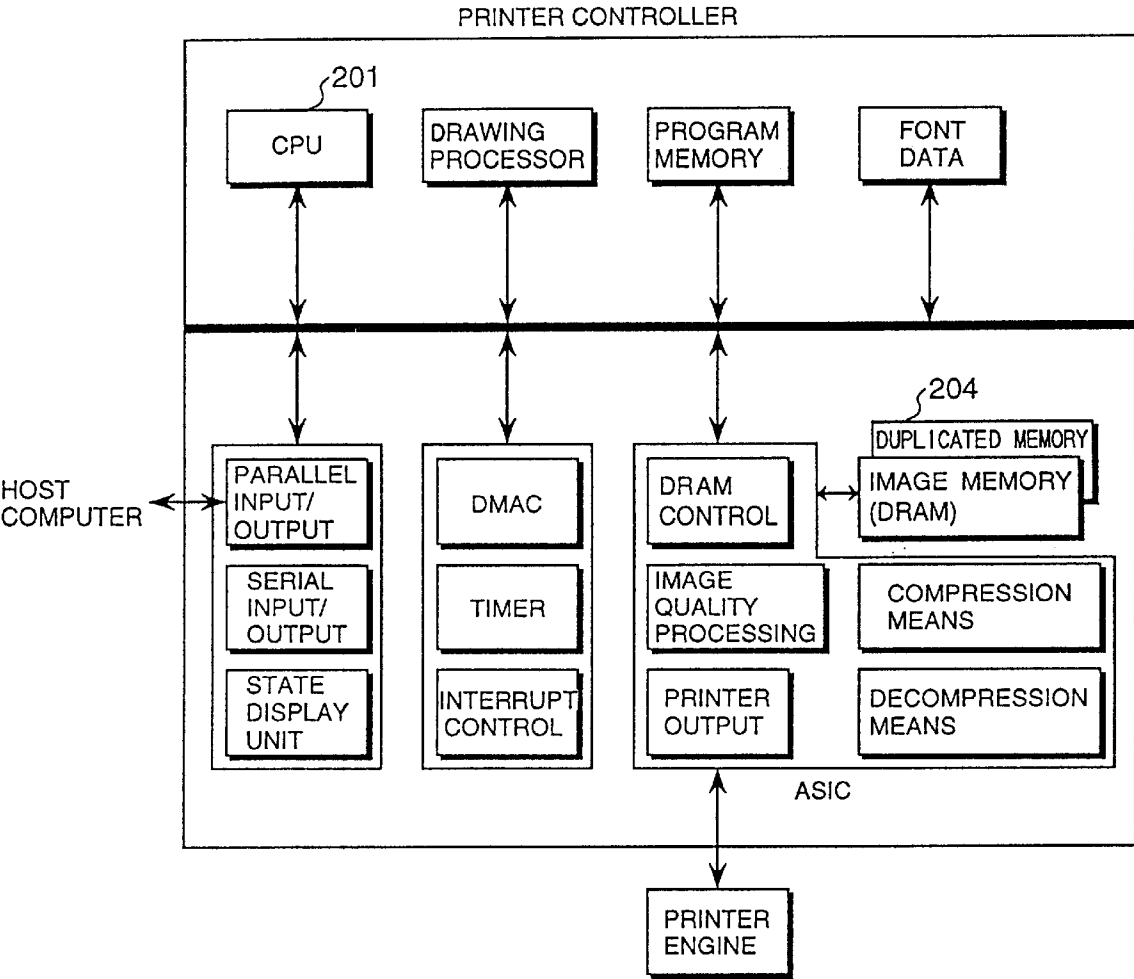 PRINTER CONTROLLER
201
CPU
DRAWING
PROCESSOR
PROGRAM
MEMORY
FONT
DATA
204
DUPLICATED MEMORY
IMAGE MEMORY
(DRAM)
HOST
COMPUTER
PARALLEL
INPUT/
OUTPUT
SERIAL
INPUT/
OUTPUT
STATE
DISPLAY
UNIT
DMAC
TIMER
INTERRUPT
CONTROL
DRAM
CONTROL
IMAGE
QUALITY
PROCESSING
PRINTER
OUTPUT
COMPRESSION
MEANS
DECOMPRESSION
MEANS
ASIC
PRINTER
ENGINE